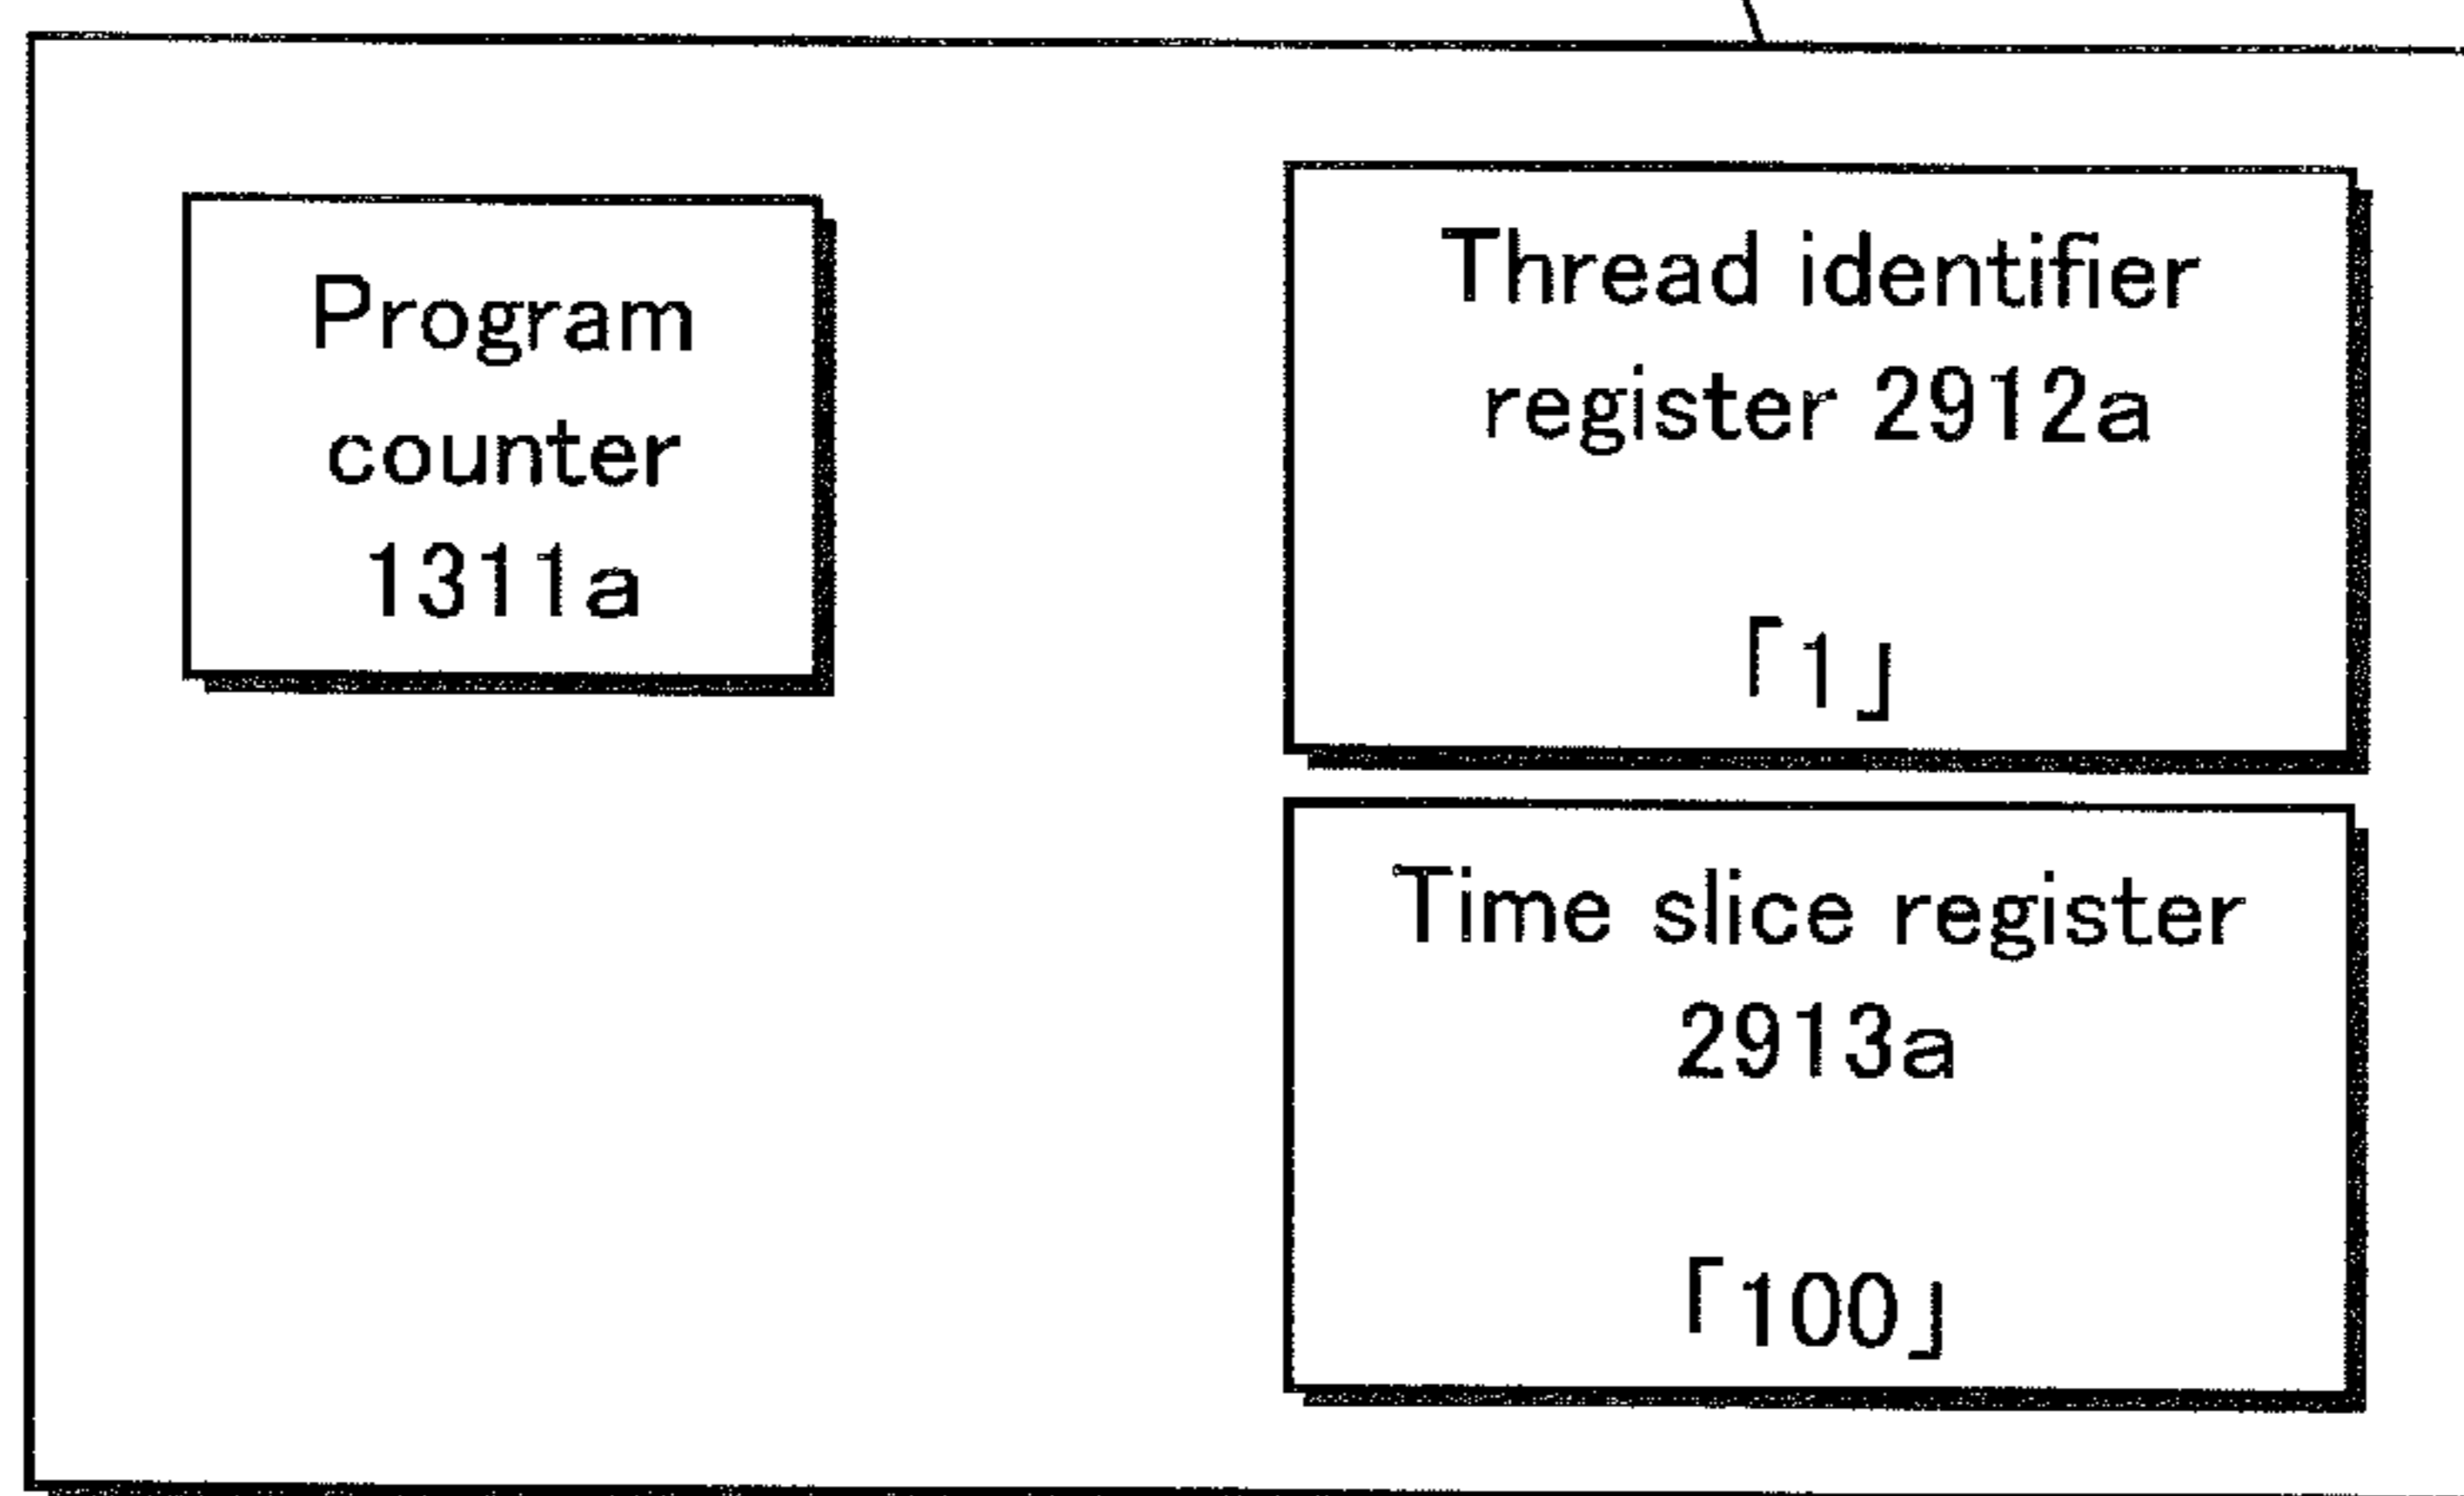 Program
counter
1311a
Thread identifier
register 2912a
「1」
Time slice register
2913a
「100」